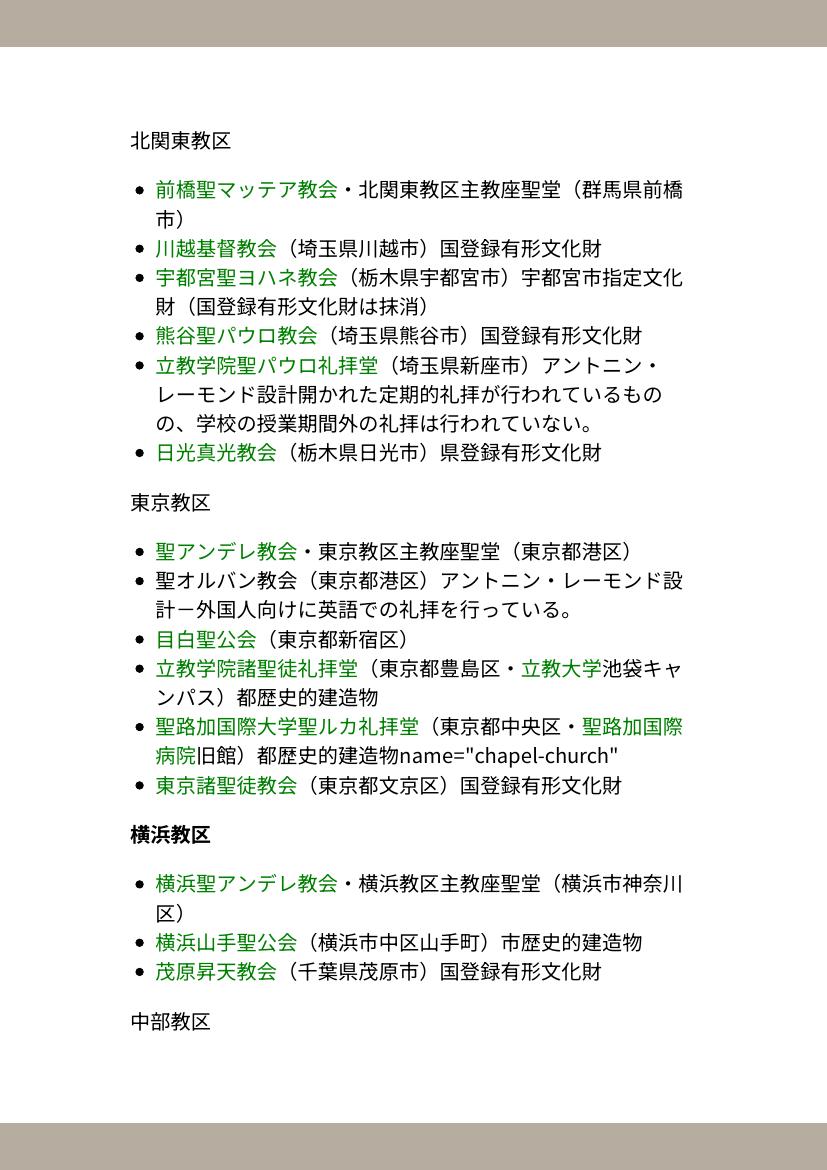 北関東教区
前橋聖マッテア教会・北関東教区主教座聖堂（群馬県前橋
市）
川越基督教会（埼玉県川越市）国登録有形文化財
宇都宮聖ヨハネ教会（栃木県宇都宮市）宇都宮市指定文化
財（国登録有形文化財は抹消）
熊谷聖パウロ教会（埼玉県熊谷市）国登録有形文化財
立教学院聖パウロ礼拝堂（埼玉県新座市）アントニン・
レーモンド設計開かれた定期的礼拝が行われているもの
の、学校の授業期間外の礼拝は行われていない。
日光真光教会（栃木県日光市）県登録有形文化財
東京教区
聖アンデレ教会・東京教区主教座聖堂（東京都港区）
聖オルバン教会（東京都港区）アントニン・レーモンド設
計－外国人向けに英語での礼拝を行っている。
目白聖公会（東京都新宿区）
立教学院諸聖徒礼拝堂（東京都豊島区・立教大学池袋キャ
ンパス）都歴史的建造物
聖路加国際大学聖ルカ礼拝堂（東京都中央区・聖路加国際
病院旧館）都歴史的建造物name="chapel-church"
東京諸聖徒教会（東京都文京区）国登録有形文化財
横浜教区
横浜聖アンデレ教会・横浜教区主教座聖堂（横浜市神奈川
区）
横浜山手聖公会（横浜市中区山手町）市歴史的建造物
茂原昇天教会（千葉県茂原市）国登録有形文化財
中部教区